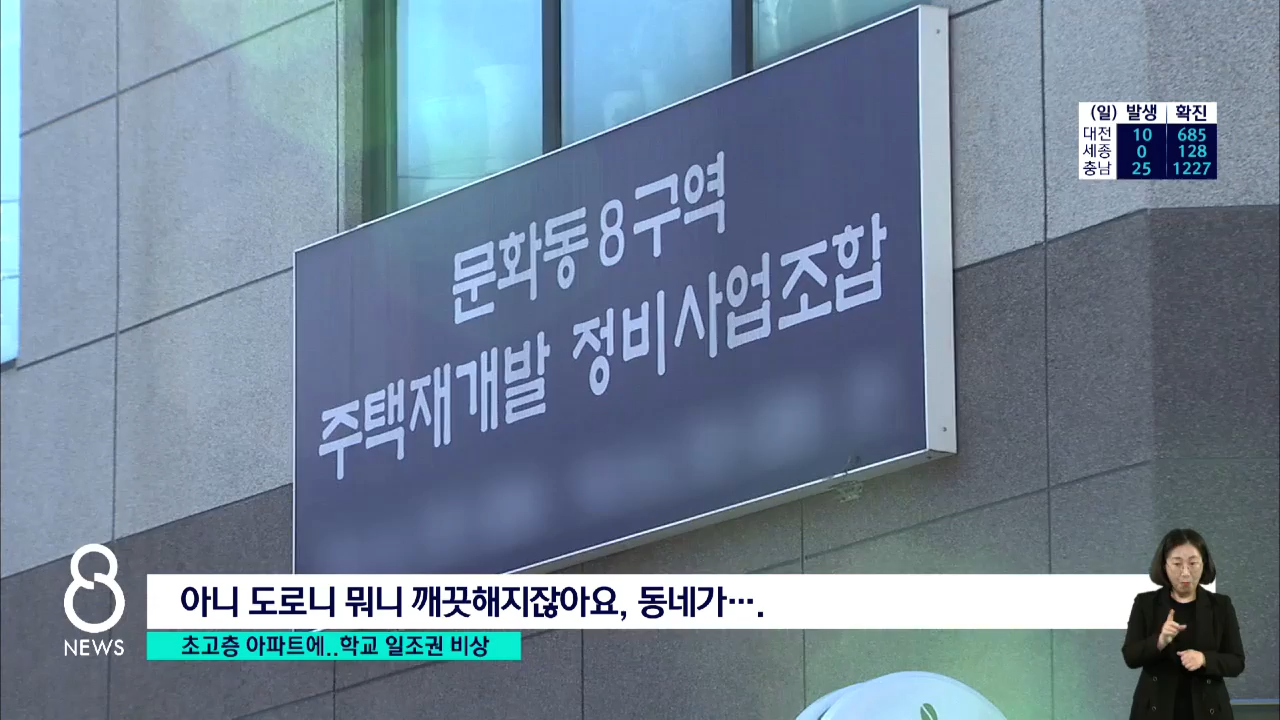 (일) 발생 확진
대전 10 685
세종 0 128
충남 25 1227
문화동 8구역
주택재개발 정비사업조합
8
NEWS
아니 도로니 뭐니 깨끗해지잖아요, 동네가….
초고층 아파트에..학교 일조권 비상